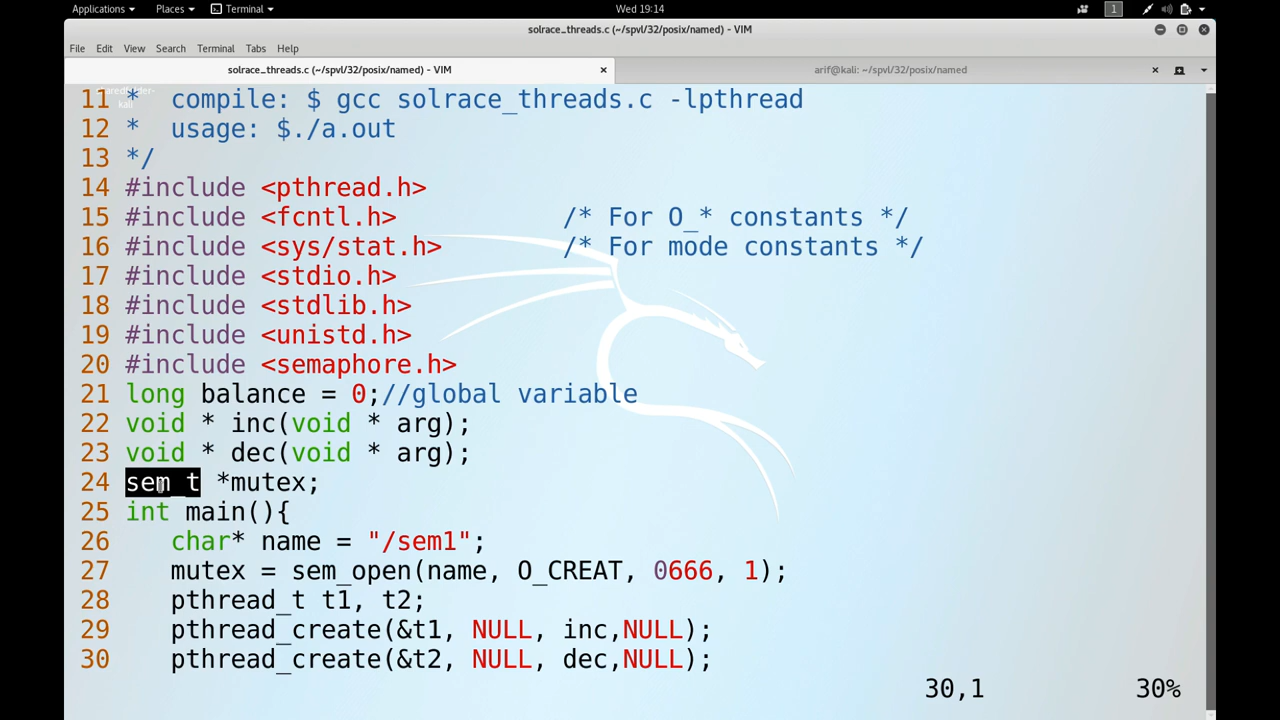 Applications Places Terminal Wed 19:14 1
solrace_threads.c (~/spvl/32/posix/named) - VIM
File Edit View Search Terminal Tabs Help
solrace_threads.c (~/spvl/32/posix/named) - VIM arif@kali: ~/spvl/32/posix/named
11 * compile: $ gcc solrace_threads.c -lpthread
kali
12 * usage: $./a.out
13 */
14 #include <pthread.h>
15 #include <fcntl.h> /* For O_* constants */
16 #include <sys/stat.h> /* For mode constants */
17 #include <stdio.h>
18 #include <stdlib.h>
19 #include <unistd.h>
20 #include <semaphore.h>
21 long balance = 0;//global variable
22 void * inc(void * arg);
23 void * dec(void * arg);
24 sem_t *mutex;
25 int main(){
26 char* name = "/sem1";
27 mutex = sem_open(name, O_CREAT, 0666, 1);
28 pthread_t t1, t2;
29 pthread_create(&t1, NULL, inc,NULL);
30 pthread_create(&t2, NULL, dec,NULL);
30,1 30%